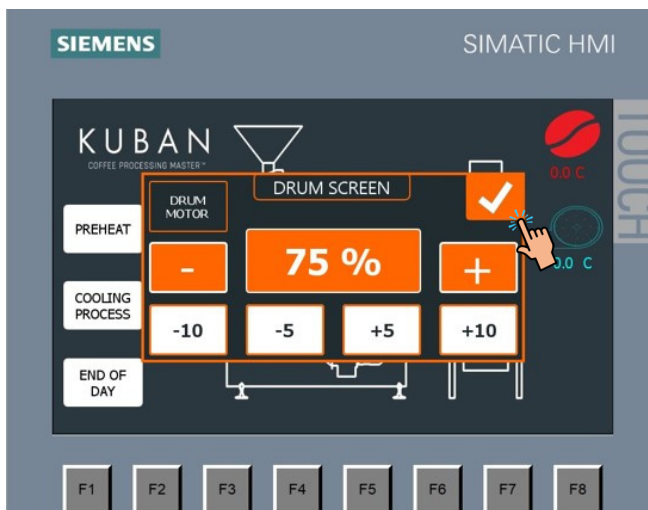 SIEMENS
SIMATIC HMI
TOUCH
KUBAN
COFFEE PROCESSING MASTER
0.0 C
DRUM SCREEN
DRUM
MOTOR
PREHEAT
-
75 %
+
0.0 C
COOLING
PROCESS
-10
-5
+5
+10
END OF
DAY
F1
F2
F3
F4
F5
F6
F7
F8